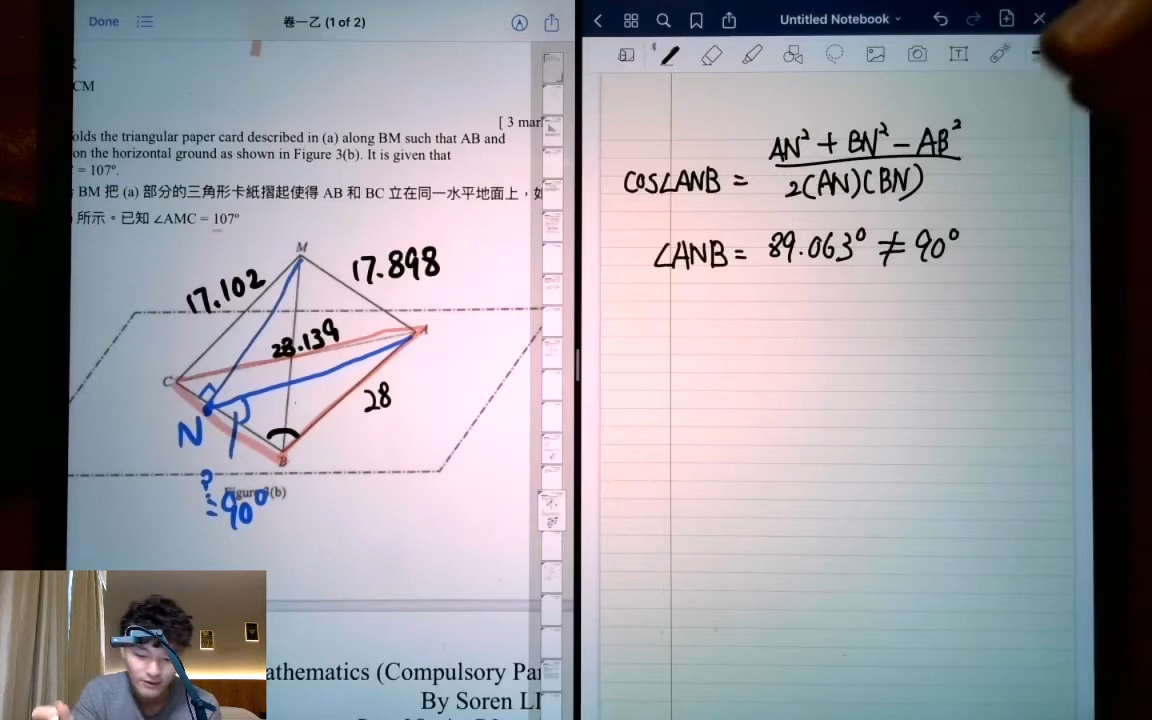 Done
卷一乙 (1 of 2)
Untitled Notebook
CM
[ 3 mar
olds the triangular paper card described in (a) along BM such that AB and
on the horizontal ground as shown in Figure 3(b). It is given that
= 107º.
BM 把 (a) 部分的三角形卡紙摺起使得 AB 和 BC 立在同一水平地面上，如
所示。已知 ∠AMC = 107º
M
17.102
17.898
28.139
A
C
28
N
B
? = 90°
Figure 3(b)
cos∠ANB = AN² + BN² − AB² / 2(AN)(BN)
∠ANB = 89.063° ≠ 90°
athematics (Compulsory Pa
By Soren LI